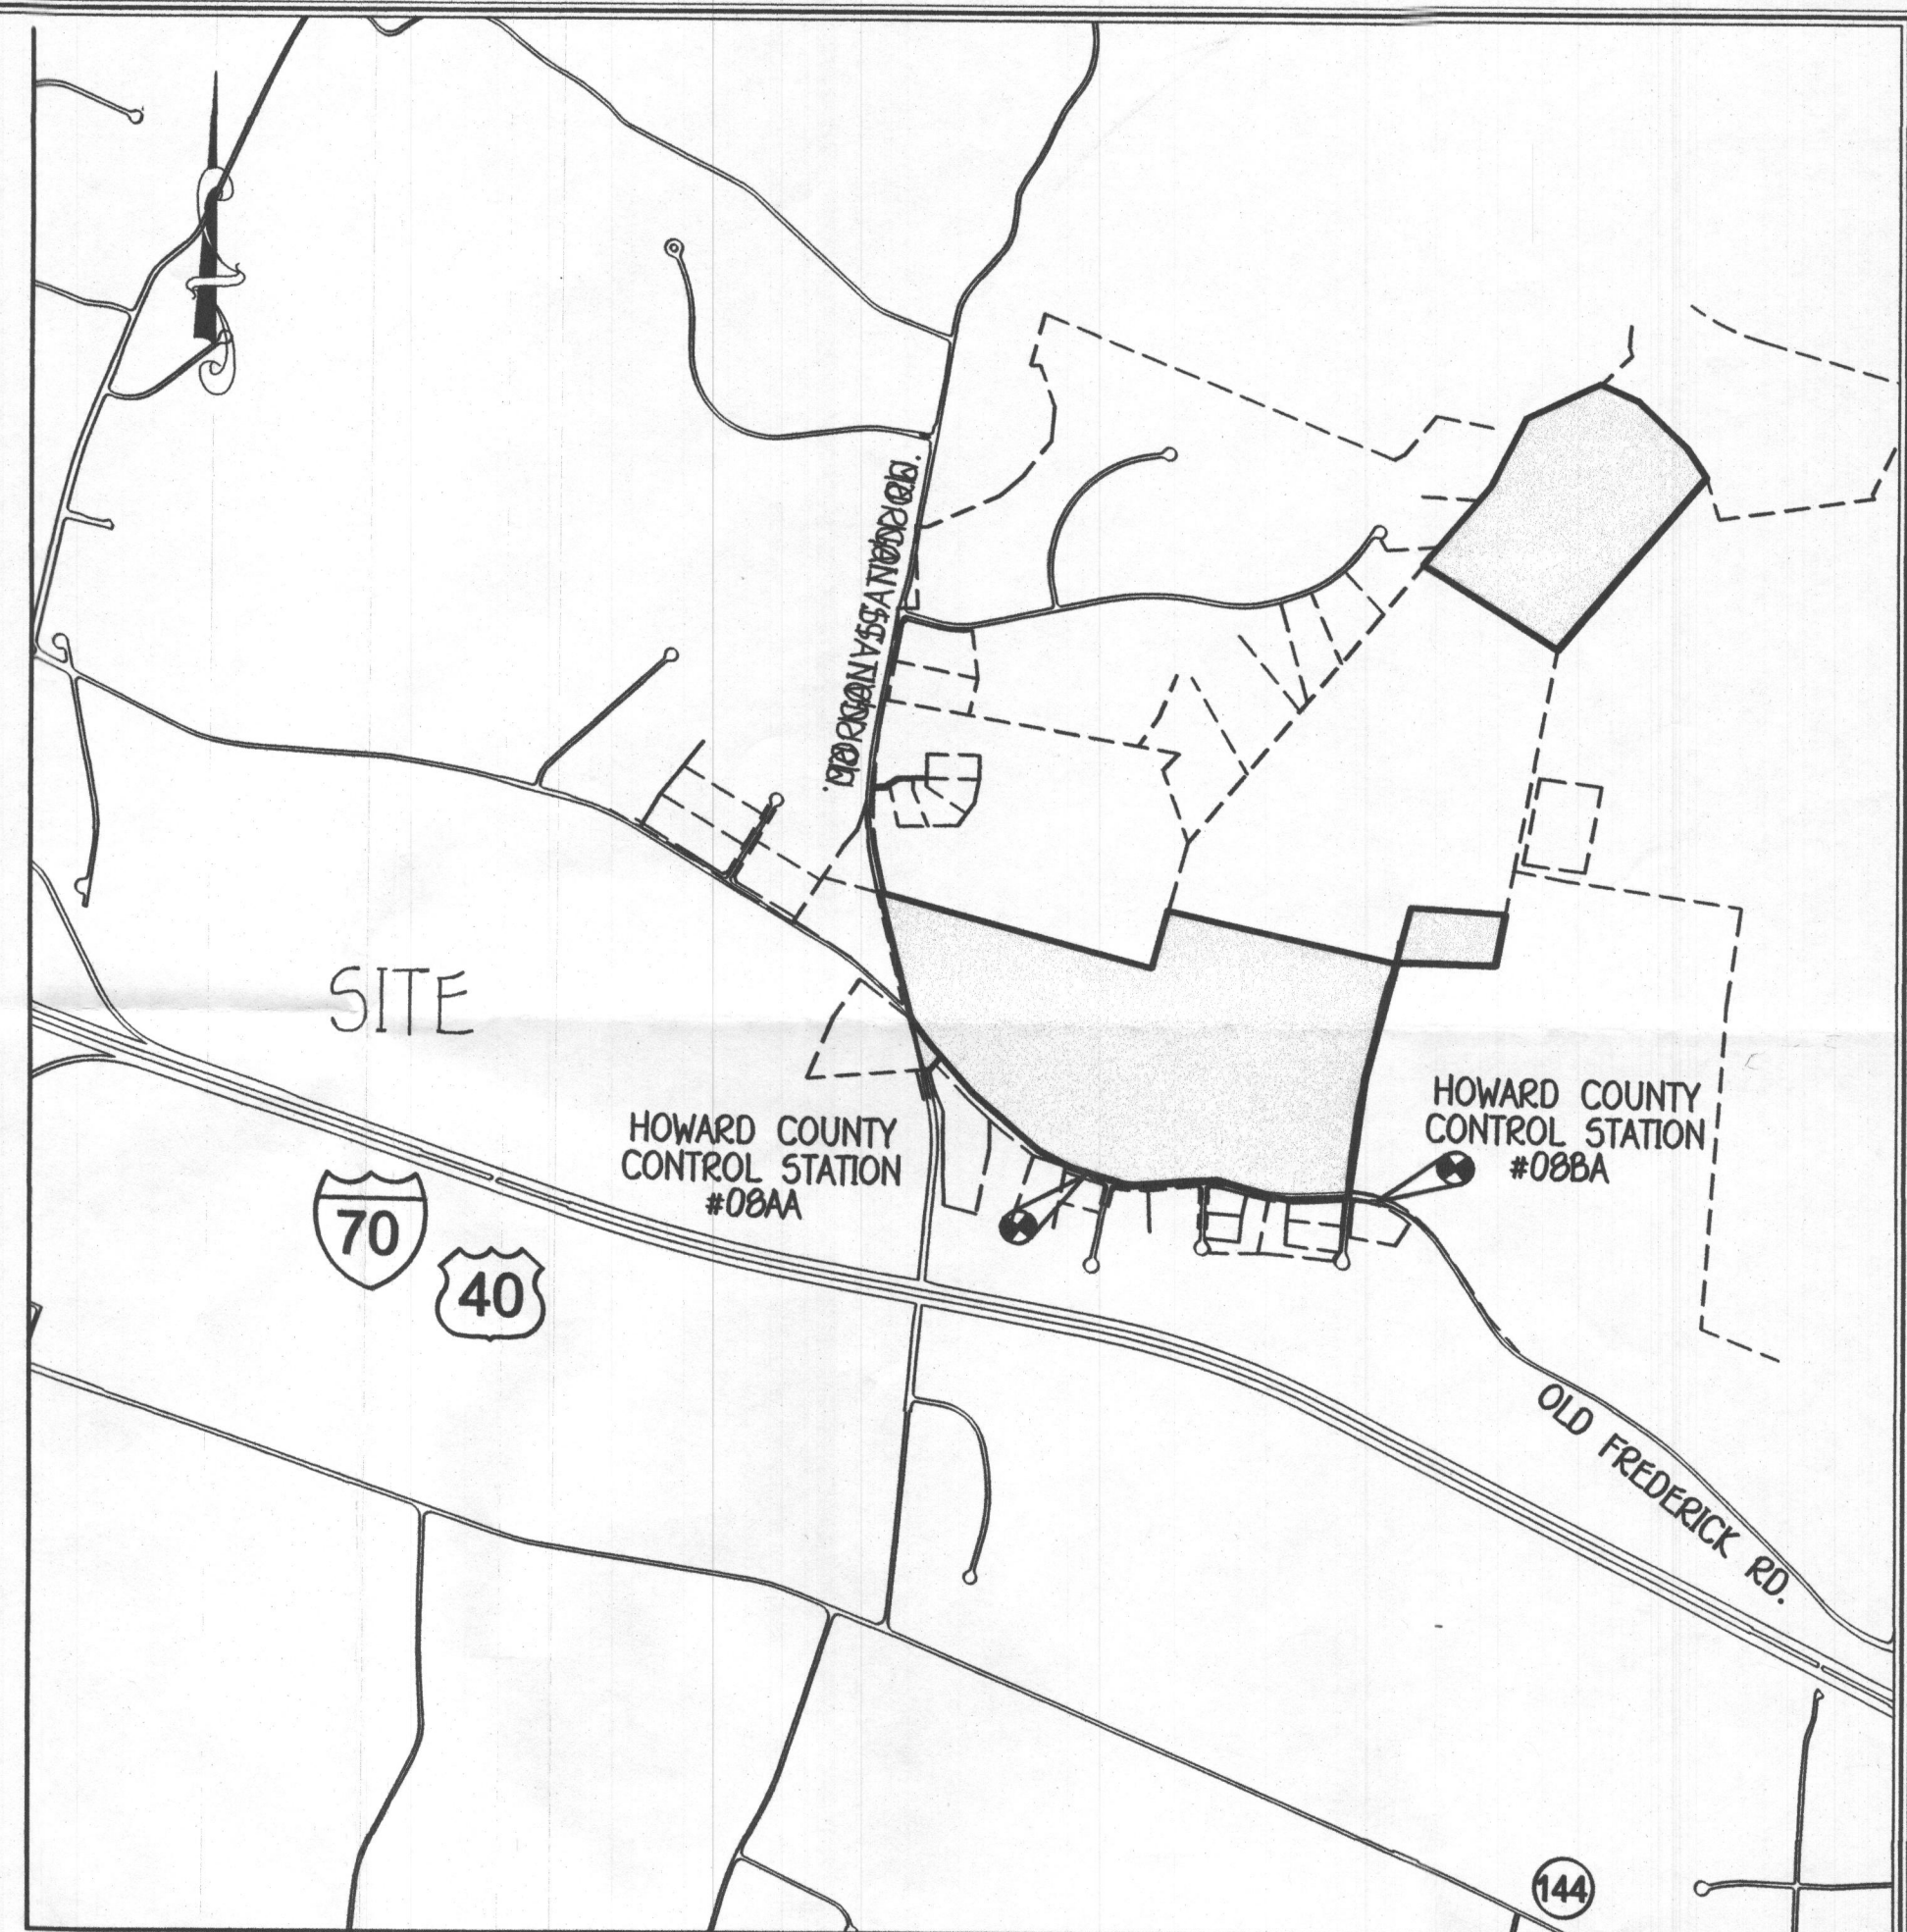 SITE
HOWARD COUNTY
CONTROL STATION
#08AA
HOWARD COUNTY
CONTROL STATION
#08BA
70
40
OLD FREDERICK RD.
144